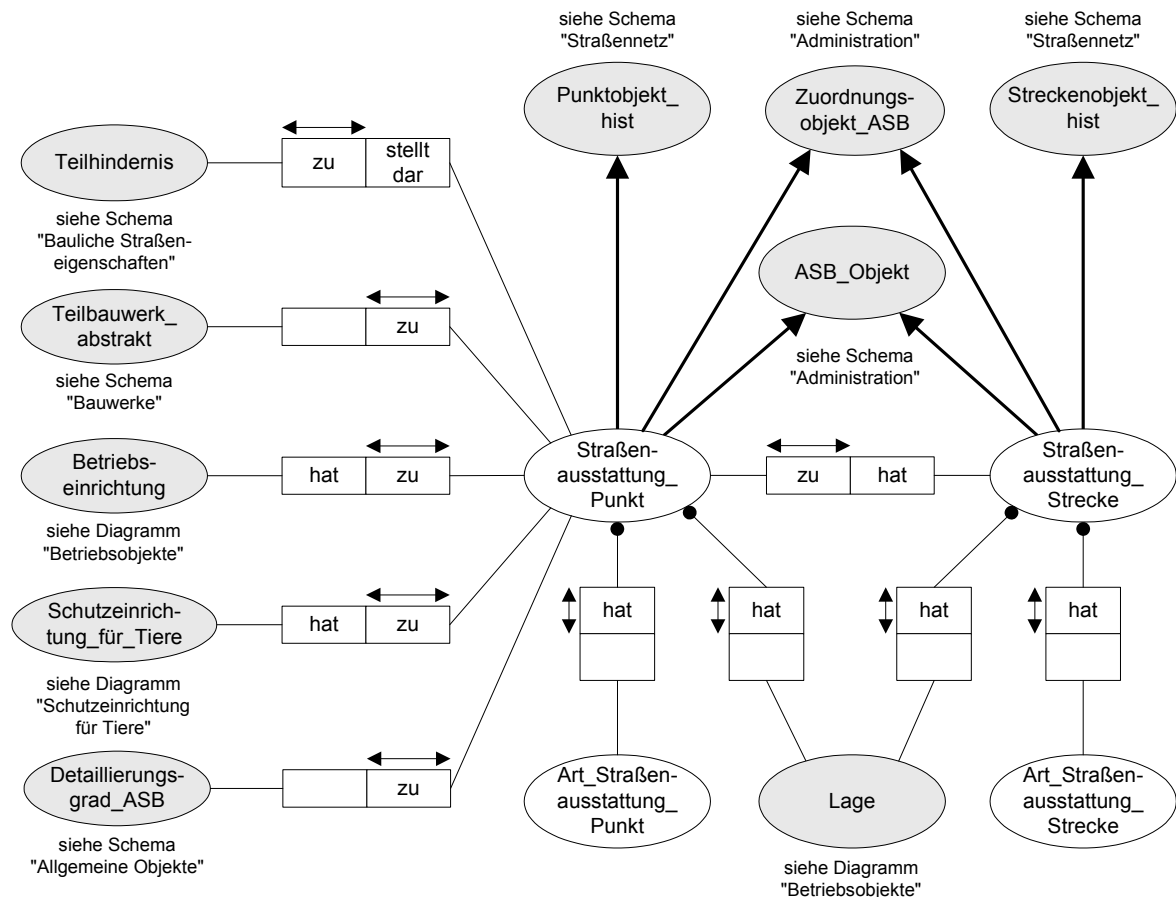 siehe Schema
"Straßennetz"
siehe Schema
"Administration"
siehe Schema
"Straßennetz"
Punktobjekt_
hist
Zuordnungs-
objekt_ASB
Streckenobjekt_
hist
Teilhindernis
zu
stellt
dar
siehe Schema
"Bauliche Straßen-
eigenschaften"
ASB_Objekt
siehe Schema
"Administration"
Teilbauwerk_
abstrakt
zu
siehe Schema
"Bauwerke"
Betriebs-
einrichtung
hat
zu
Straßen-
ausstattung_
Punkt
zu
hat
Straßen-
ausstattung_
Strecke
siehe Diagramm
"Betriebsobjekte"
Schutzeinrich-
tung_für_Tiere
hat
zu
hat
hat
hat
hat
siehe Diagramm
"Schutzeinrichtung
für Tiere"
Detaillierungs-
grad_ASB
zu
Art_Straßen-
ausstattung_
Punkt
Lage
Art_Straßen-
ausstattung_
Strecke
siehe Schema
"Allgemeine Objekte"
siehe Diagramm
"Betriebsobjekte"